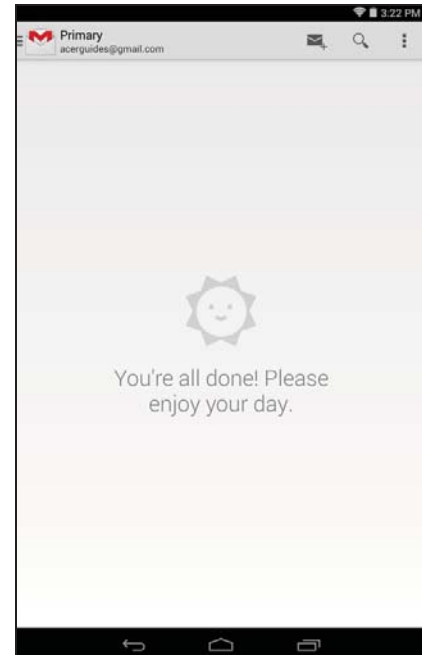 3:22 PM
Primary
acerguides@gmail.com
You're all done! Please
enjoy your day.